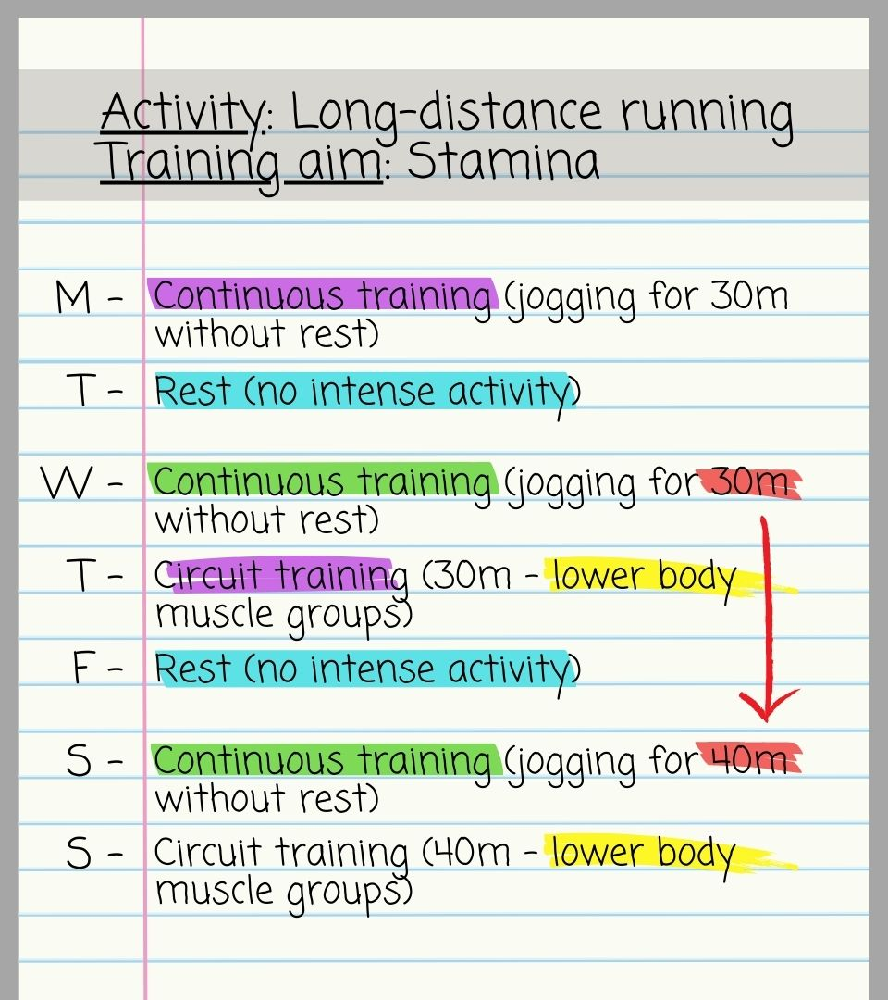 Activity: Long-distance running
Training aim: Stamina
M - Continuous training (jogging for 30m
without rest)
T - Rest (no intense activity)
W - Continuous training (jogging for 30m
without rest)
T - Circuit training (30m - lower body
muscle groups)
F - Rest (no intense activity)
S - Continuous training (jogging for 40m
without rest)
S - Circuit training (40m - lower body
muscle groups)